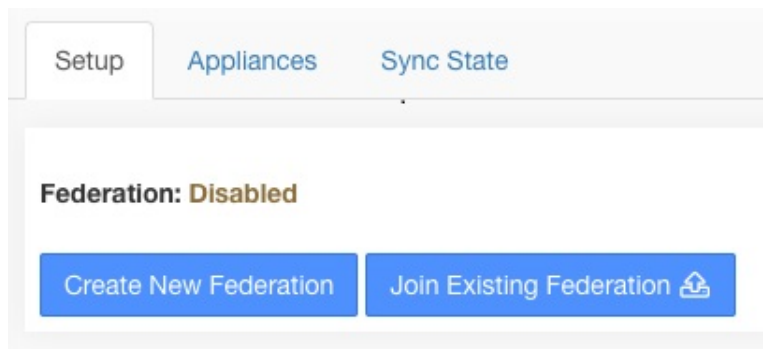 Setup Appliances Sync State
Federation: Disabled
Create New Federation Join Existing Federation